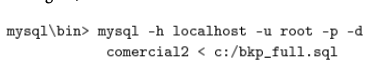 mysql\bin> mysql -h localhost -u root -p -d
comercial2 < c:/bkp_full.sql